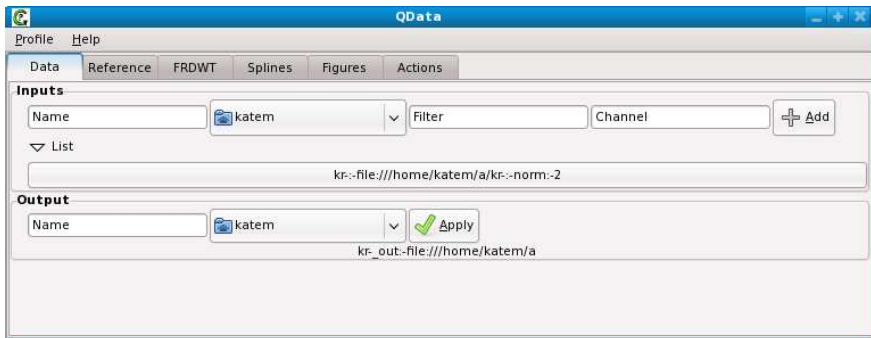 QData
Profile Help
Data Reference FRDWT Splines Figures Actions
Inputs
Name katem Filter Channel Add
List
kr-:-file:///home/katem/a/kr-:-norm:-2
Output
Name katem Apply
kr-_out:-file:///home/katem/a